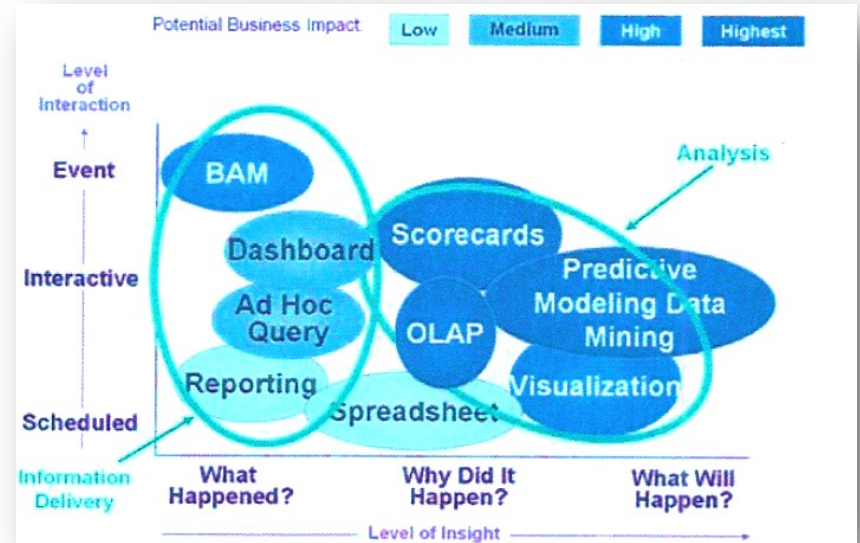 Potential Business Impact
Low
Medium
High
Highest
Level
of
Interaction
Event
Interactive
Scheduled
BAM
Dashboard
Ad Hoc
Query
Reporting
Spreadsheet
Scorecards
OLAP
Predictive
Modeling Data
Mining
Visualization
Analysis
Information
Delivery
What
Happened?
Why Did It
Happen?
What Will
Happen?
Level of Insight